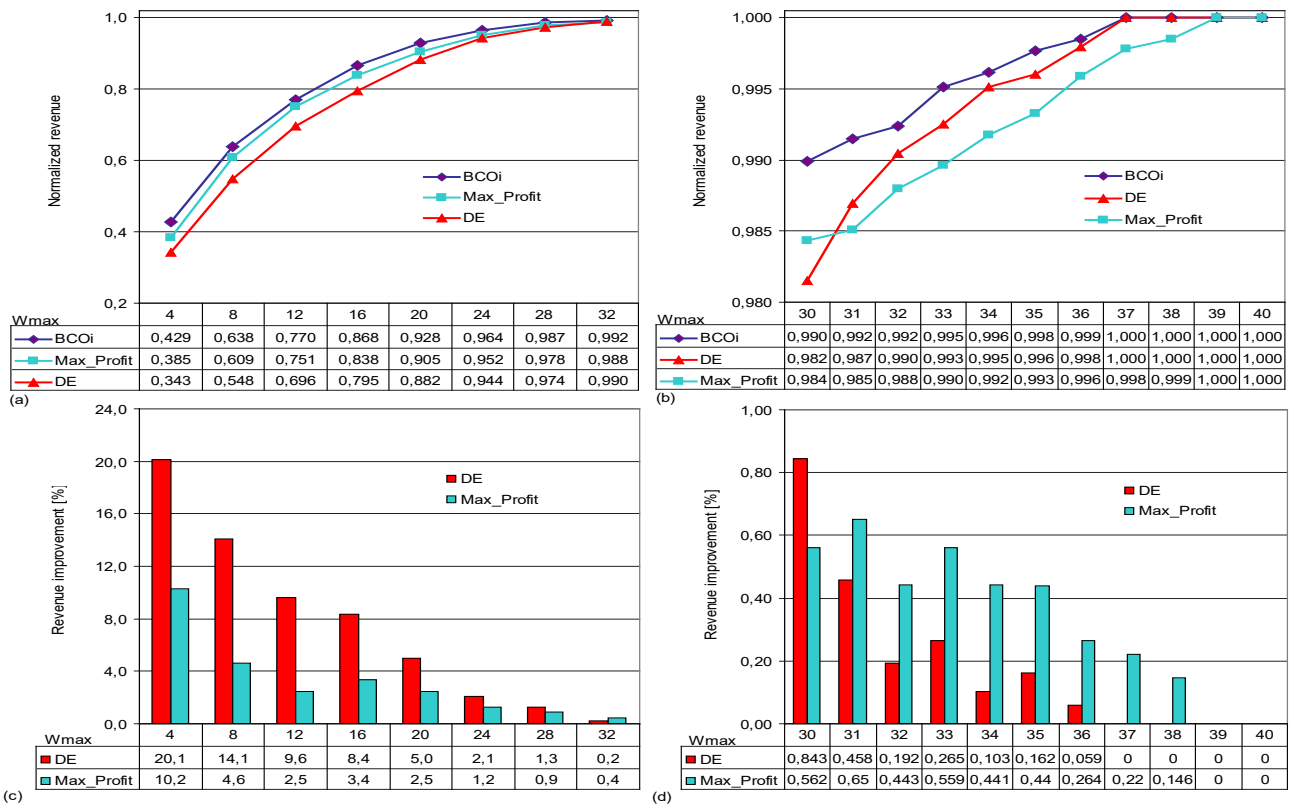 1,0
0,8
0,6
0,4
0,2
Normalized revenue
BCOi
Max_Profit
DE
Wmax 4 8 12 16 20 24 28 32
BCOi 0,429 0,638 0,770 0,868 0,928 0,964 0,987 0,992
Max_Profit 0,385 0,609 0,751 0,838 0,905 0,952 0,978 0,988
DE 0,343 0,548 0,696 0,795 0,882 0,944 0,974 0,990
(a)
1,000
0,995
0,990
0,985
0,980
Normalized revenue
BCOi
DE
Max_Profit
Wmax 30 31 32 33 34 35 36 37 38 39 40
BCOi 0,990 0,992 0,992 0,995 0,996 0,998 0,999 1,000 1,000 1,000 1,000
DE 0,982 0,987 0,990 0,993 0,995 0,996 0,998 1,000 1,000 1,000 1,000
Max_Profit 0,984 0,985 0,988 0,990 0,992 0,993 0,996 0,998 0,999 1,000 1,000
(b)
24,0
20,0
16,0
12,0
8,0
4,0
0,0
Revenue improvement [%]
DE
Max_Profit
Wmax 4 8 12 16 20 24 28 32
DE 20,1 14,1 9,6 8,4 5,0 2,1 1,3 0,2
Max_Profit 10,2 4,6 2,5 3,4 2,5 1,2 0,9 0,4
(c)
1,00
0,80
0,60
0,40
0,20
0,00
Revenue improvement [%]
DE
Max_Profit
Wmax 30 31 32 33 34 35 36 37 38 39 40
DE 0,843 0,458 0,192 0,265 0,103 0,162 0,059 0 0 0 0
Max_Profit 0,562 0,65 0,443 0,559 0,441 0,44 0,264 0,22 0,146 0 0
(d)